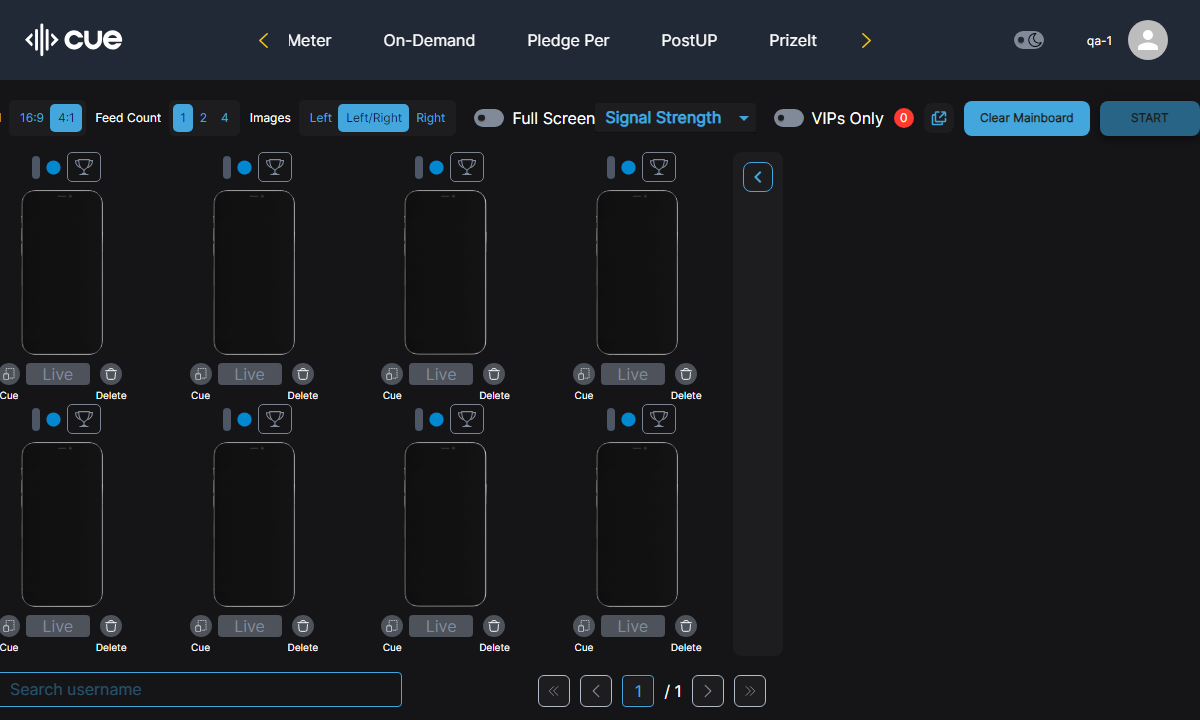 cue
Meter On-Demand Pledge Per PostUP PrizeIt
qa-1
16:9 4:1 Feed Count 1 2 4 Images Left Left/Right Right Full Screen Signal Strength VIPs Only 0 Clear Mainboard START
Live Live Live Live
Cue Delete Cue Delete Cue Delete Cue Delete
Live Live Live Live
Cue Delete Cue Delete Cue Delete Cue Delete
Search username
1 / 1